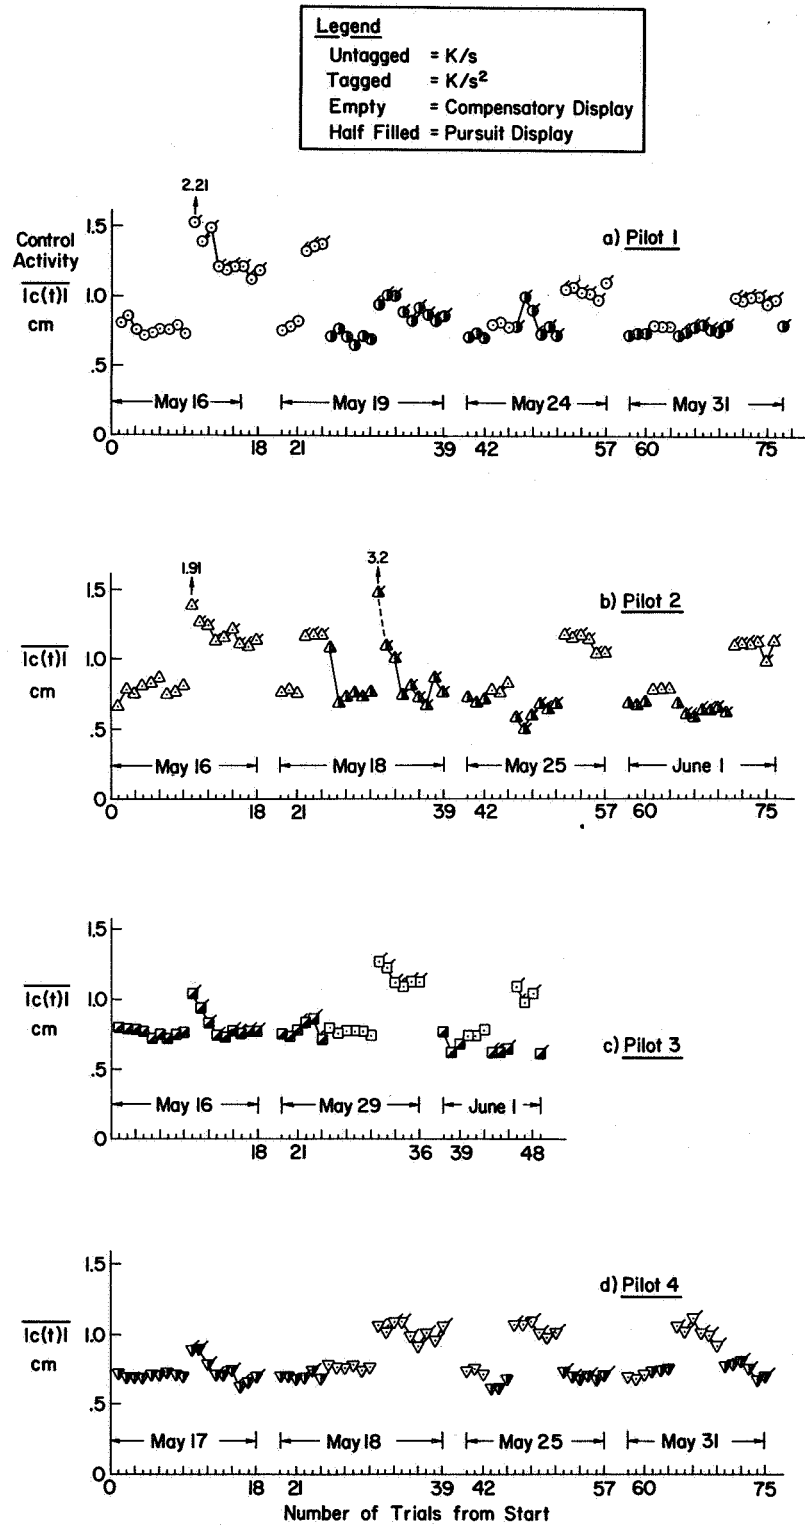 Legend
Untagged = K/s
Tagged = K/s²
Empty = Compensatory Display
Half Filled = Pursuit Display
2.21
1.5
Control
Activity
|c(t)|
cm
1.0
.5
0
a) Pilot 1
May 16
May 19
May 24
May 31
0 18 21 39 42 57 60 75
1.91
3.2
1.5
b) Pilot 2
|c(t)|
cm
1.0
.5
0
May 16
May 18
May 25
June 1
0 18 21 39 42 57 60 75
1.5
|c(t)|
cm
1.0
.5
0
c) Pilot 3
May 16
May 29
June 1
18 21 36 39 48
1.5
d) Pilot 4
|c(t)|
cm
1.0
.5
0
May 17
May 18
May 25
May 31
0 18 21 39 42 57 60 75
Number of Trials from Start